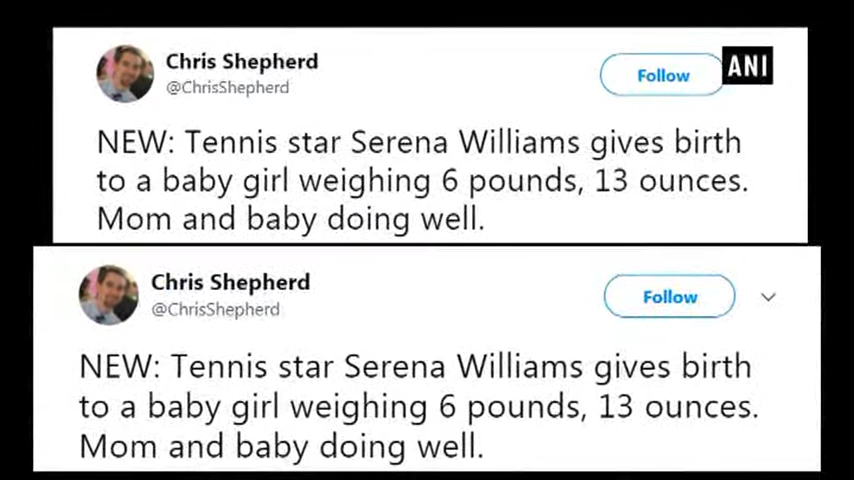 Chris Shepherd
@ChrisShepherd
Follow
ANI
NEW: Tennis star Serena Williams gives birth
to a baby girl weighing 6 pounds, 13 ounces.
Mom and baby doing well.
Chris Shepherd
@ChrisShepherd
Follow
NEW: Tennis star Serena Williams gives birth
to a baby girl weighing 6 pounds, 13 ounces.
Mom and baby doing well.